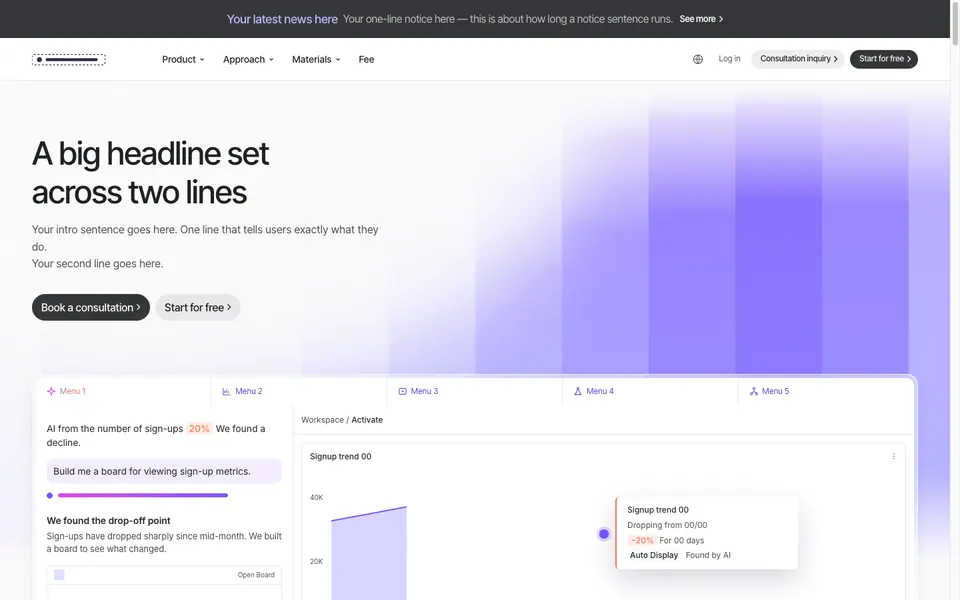 Your latest news here Your one-line notice here — this is about how long a notice sentence runs. See more
Product Approach Materials Fee
Log in Consultation inquiry Start for free
A big headline set
across two lines
Your intro sentence goes here. One line that tells users exactly what they
do.
Your second line goes here.
Book a consultation Start for free
Menu 1 Menu 2 Menu 3 Menu 4 Menu 5
AI from the number of sign-ups 20% We found a
decline.
Build me a board for viewing sign-up metrics.
We found the drop-off point
Sign-ups have dropped sharply since mid-month. We built
a board to see what changed.
Open Board
Workspace / Activate
Signup trend 00
40K
20K
Signup trend 00
Dropping from 00/00
-20% For 00 days
Auto Display Found by AI